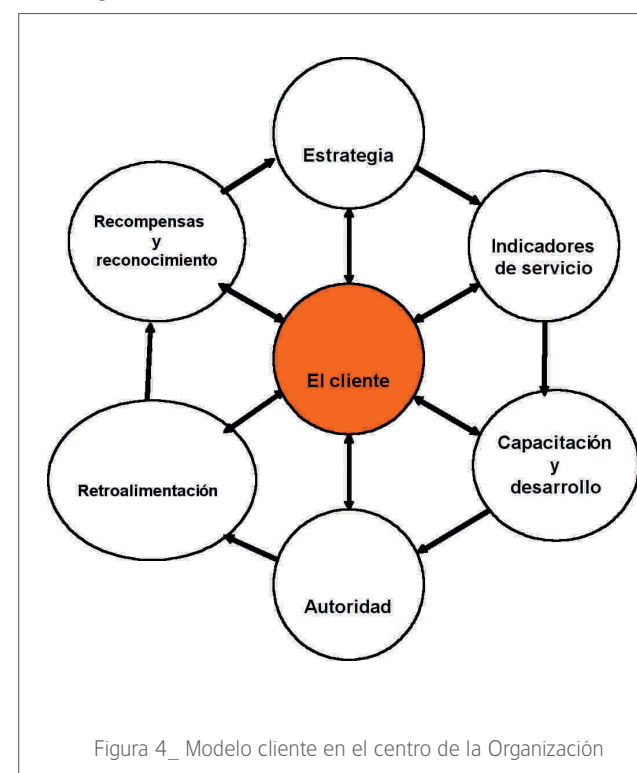 Estrategia
Recompensas
y
reconocimiento
Indicadores
de servicio
El cliente
Capacitación
y
desarrollo
Retroalimentación
Autoridad
Figura 4_ Modelo cliente en el centro de la Organización